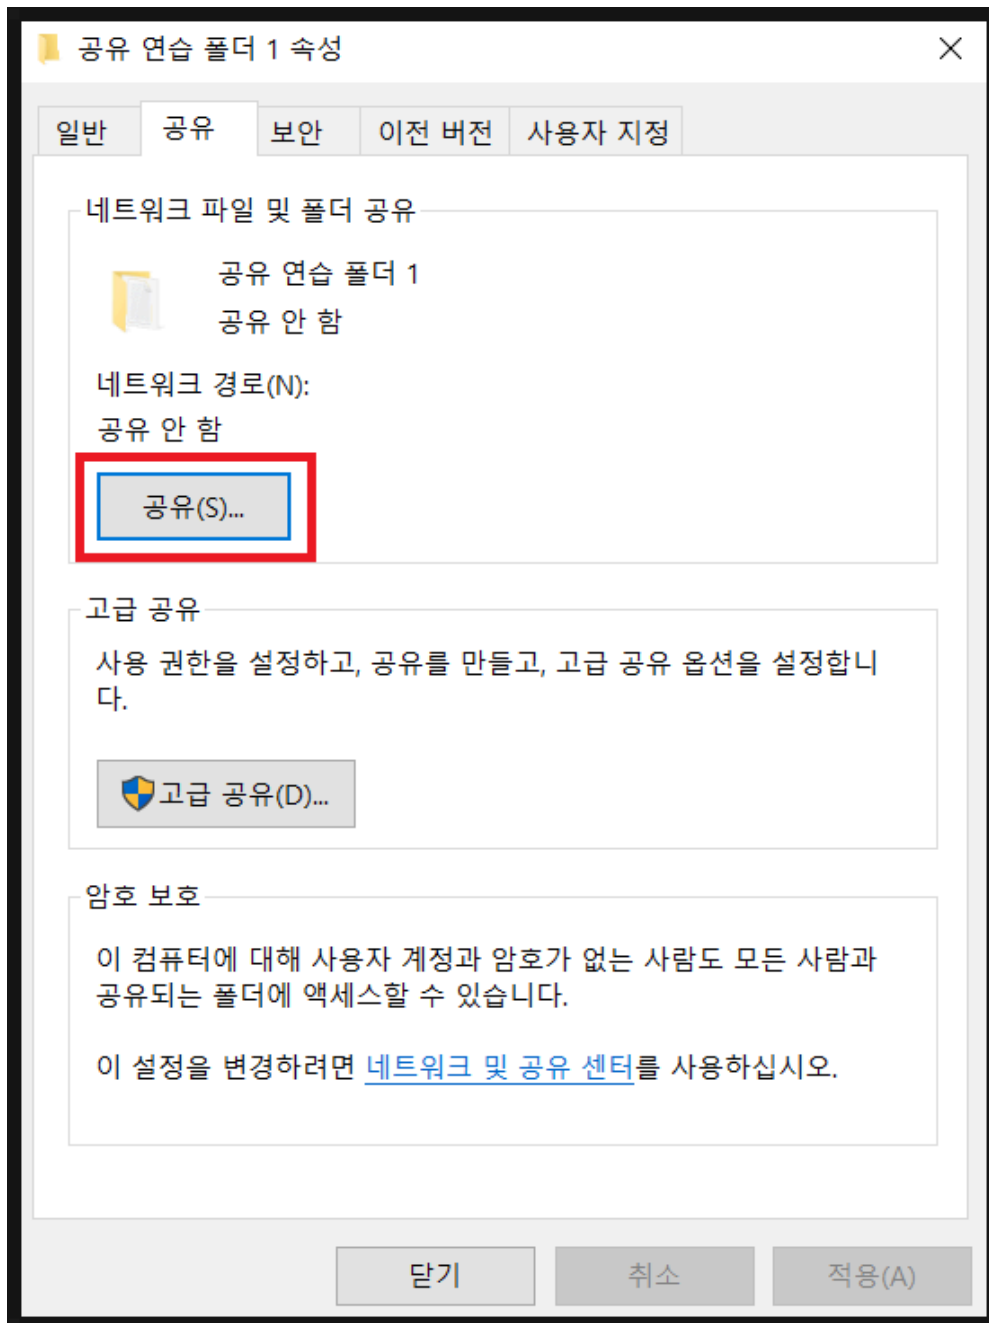 공유 연습 폴더 1 속성
일반
공유
보안
이전 버전
사용자 지정
네트워크 파일 및 폴더 공유
공유 연습 폴더 1
공유 안 함
네트워크 경로(N):
공유 안 함
공유(S)...
고급 공유
사용 권한을 설정하고, 공유를 만들고, 고급 공유 옵션을 설정합니
다.
고급 공유(D)...
암호 보호
이 컴퓨터에 대해 사용자 계정과 암호가 없는 사람도 모든 사람과
공유되는 폴더에 액세스할 수 있습니다.
이 설정을 변경하려면 네트워크 및 공유 센터를 사용하십시오.
닫기
취소
적용(A)